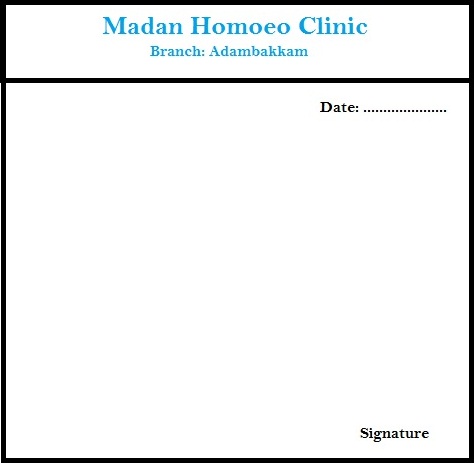 Madan Homoeo Clinic
Branch: Adambakkam
Date: .....................
Signature